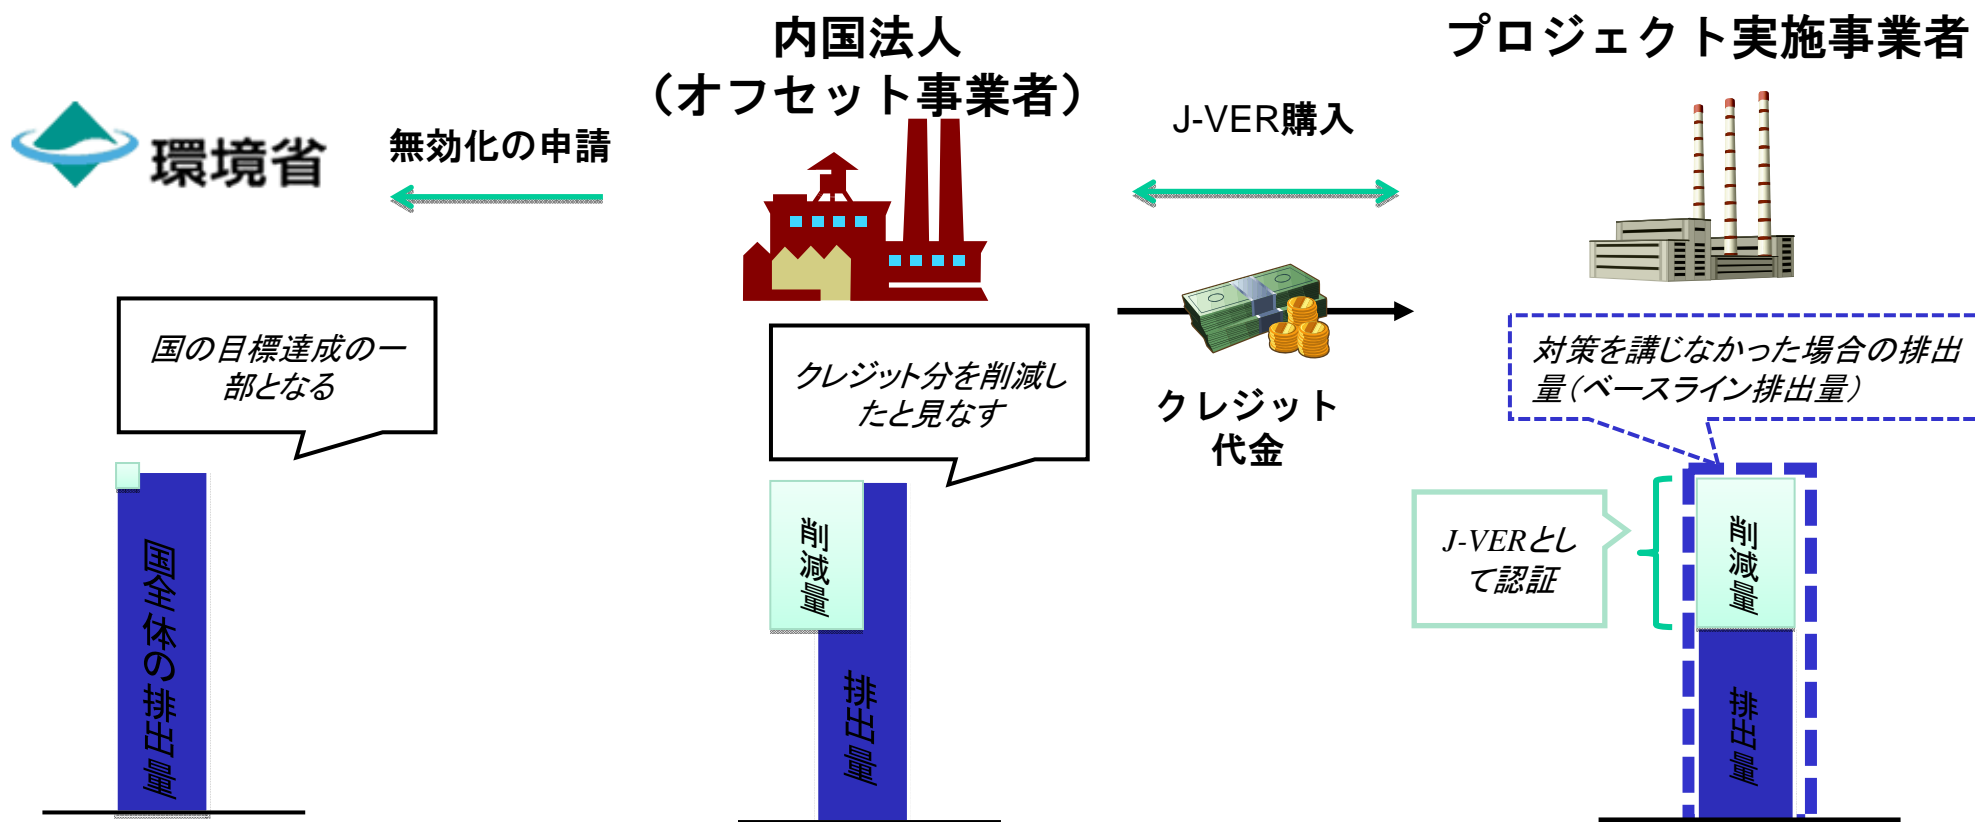 環境省
無効化の申請
内国法人
（オフセット事業者）
J-VER購入
プロジェクト実施事業者
クレジット
代金
国の目標達成の一
部となる
クレジット分を削減し
たと見なす
対策を講じなかった場合の排出
量（ベースライン排出量）
国全体の排出量
削減量
排出量
J-VERとし
て認証
削減量
排出量